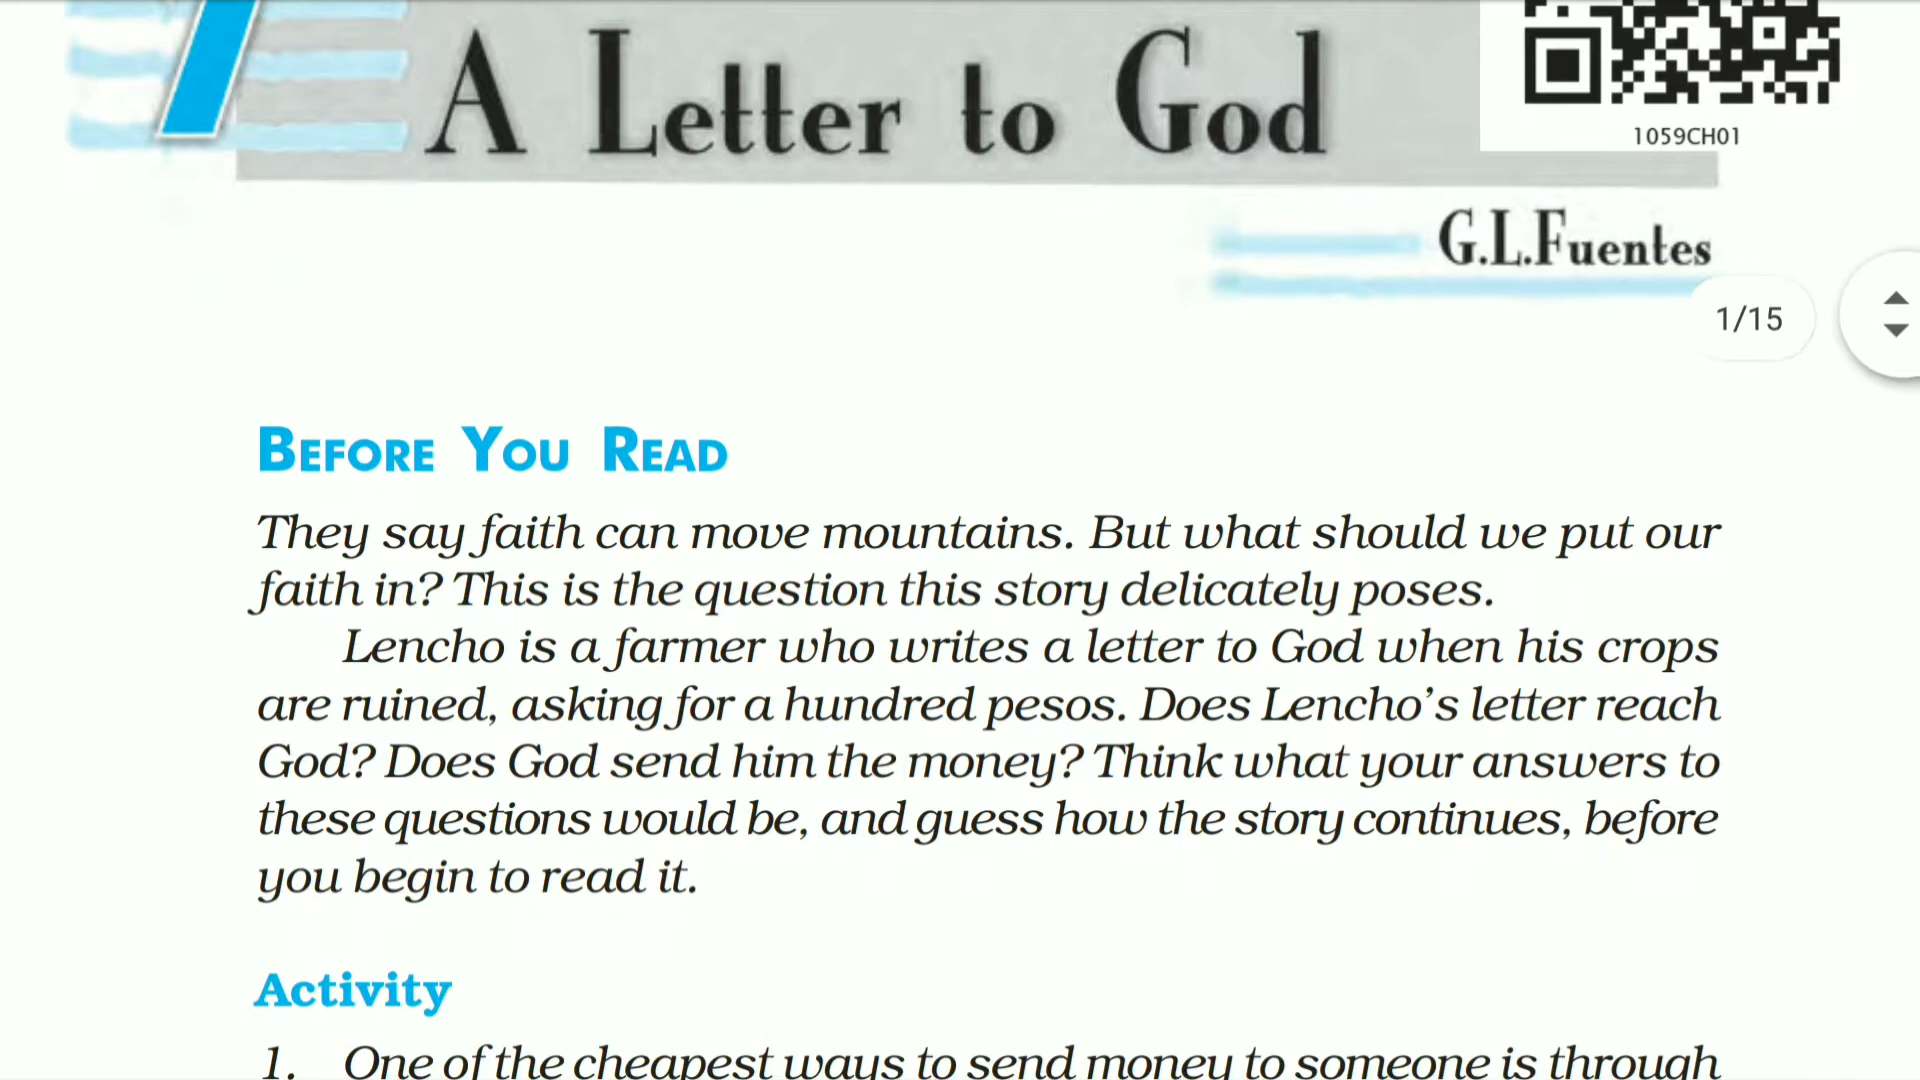 A Letter to God
1059CH01
G.L.Fuentes
1/15
BEFORE YOU READ
They say faith can move mountains. But what should we put our
faith in? This is the question this story delicately poses.
Lencho is a farmer who writes a letter to God when his crops
are ruined, asking for a hundred pesos. Does Lencho’s letter reach
God? Does God send him the money? Think what your answers to
these questions would be, and guess how the story continues, before
you begin to read it.
Activity
1. One of the cheapest ways to send money to someone is through